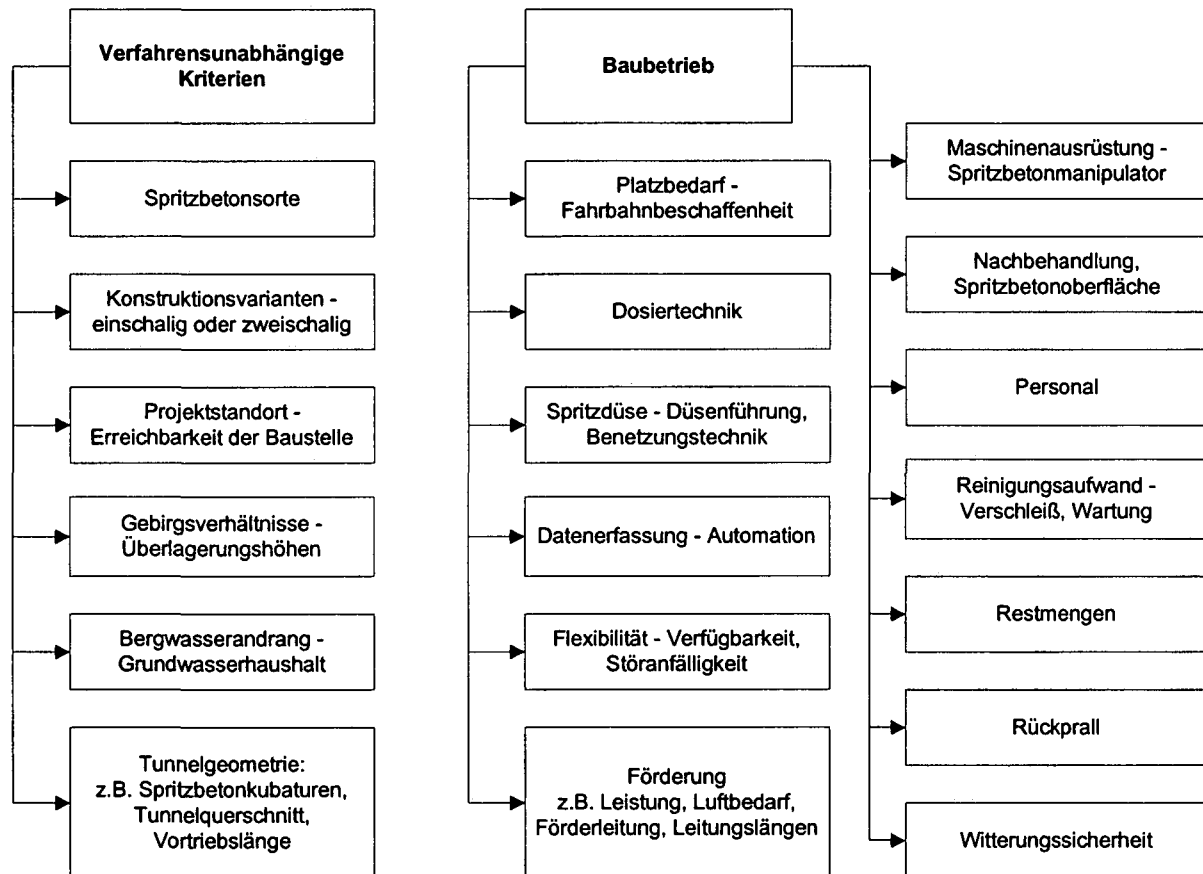 Verfahrensunabhängige
Kriterien
Spritzbetonsorte
Konstruktionsvarianten -
einschalig oder zweischalig
Projektstandort -
Erreichbarkeit der Baustelle
Gebirgsverhältnisse -
Überlagerungshöhen
Bergwasserandrang -
Grundwasserhaushalt
Tunnelgeometrie:
z.B. Spritzbetonkubaturen,
Tunnelquerschnitt,
Vortriebslänge
Baubetrieb
Platzbedarf -
Fahrbahnbeschaffenheit
Dosiertechnik
Spritzdüse - Düsenführung,
Benetzungstechnik
Datenerfassung - Automation
Flexibilität - Verfügbarkeit,
Störanfälligkeit
Förderung
z.B. Leistung, Luftbedarf,
Förderleitung, Leitungslängen
Maschinenausrüstung -
Spritzbetonmanipulator
Nachbehandlung,
Spritzbetonoberfläche
Personal
Reinigungsaufwand -
Verschleiß, Wartung
Restmengen
Rückprall
Witterungssicherheit